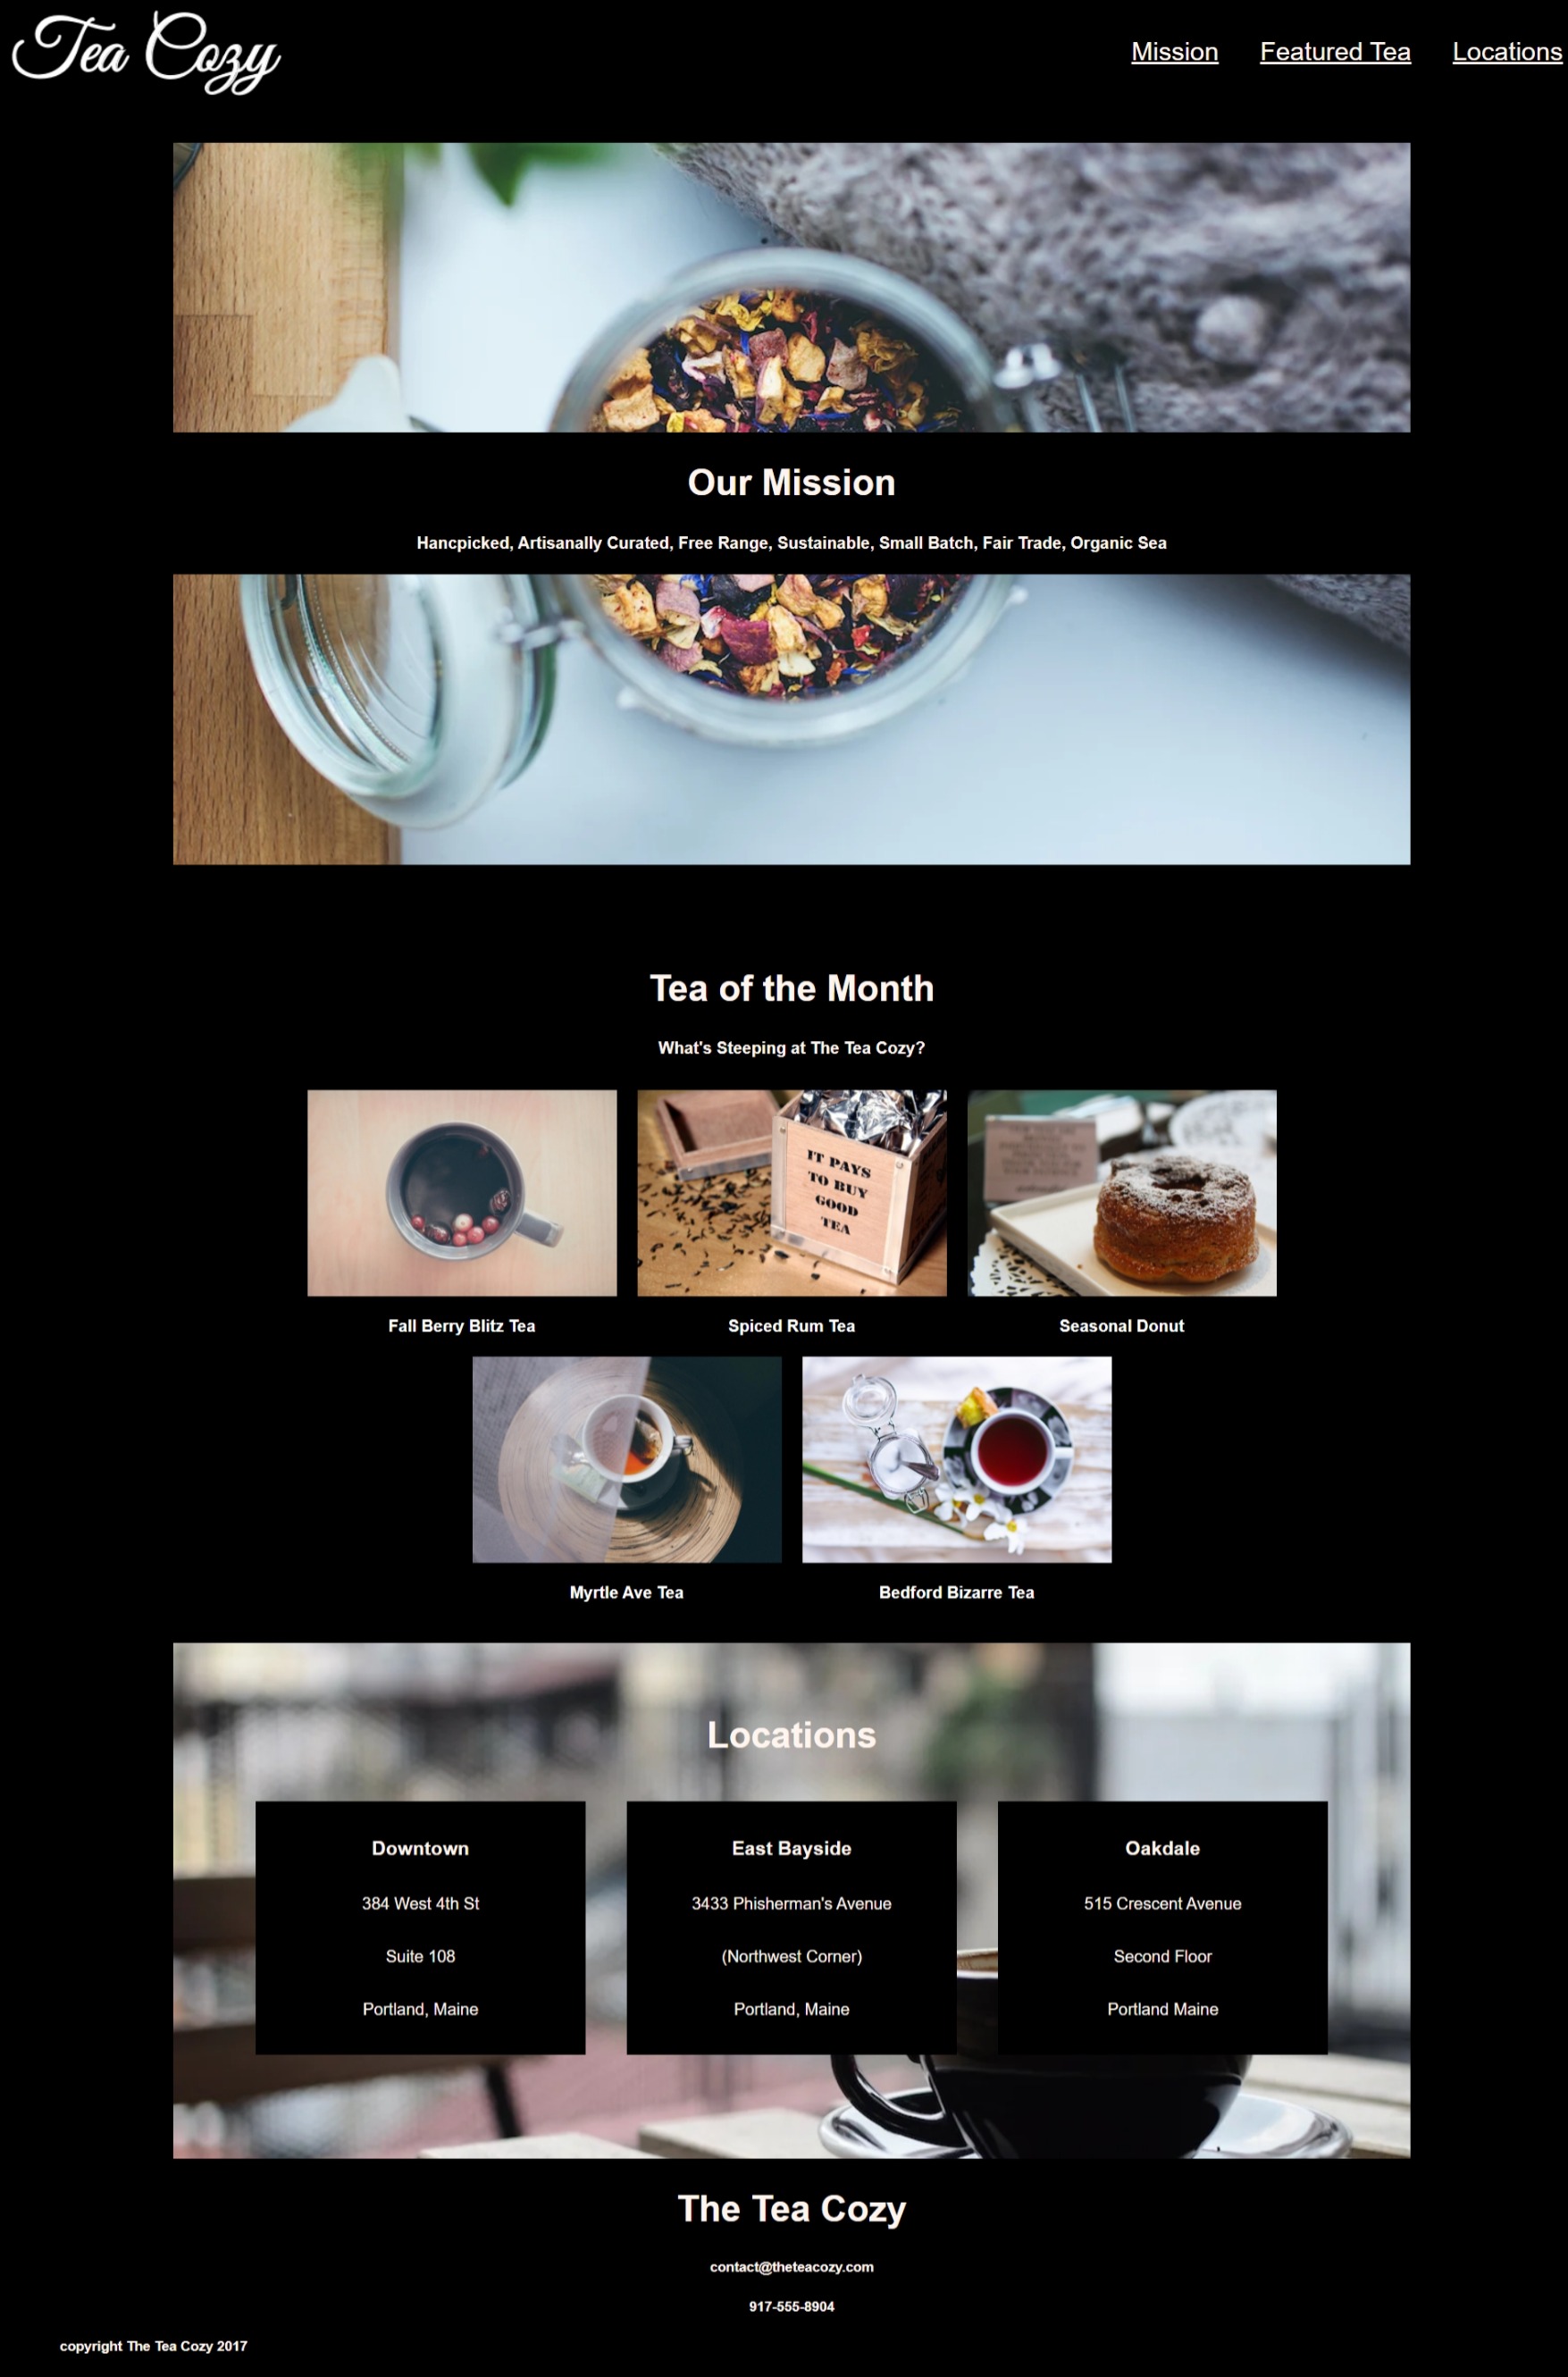 Tea Cozy
Mission Featured Tea Locations
Our Mission
Hancpicked, Artisanally Curated, Free Range, Sustainable, Small Batch, Fair Trade, Organic Sea
Tea of the Month
What's Steeping at The Tea Cozy?
IT PAYS
TO BUY
GOOD
TEA
Fall Berry Blitz Tea Spiced Rum Tea Seasonal Donut
Myrtle Ave Tea Bedford Bizarre Tea
Locations
Downtown
384 West 4th St
Suite 108
Portland, Maine
East Bayside
3433 Phisherman's Avenue
(Northwest Corner)
Portland, Maine
Oakdale
515 Crescent Avenue
Second Floor
Portland Maine
The Tea Cozy
contact@theteacozy.com
917-555-8904
copyright The Tea Cozy 2017